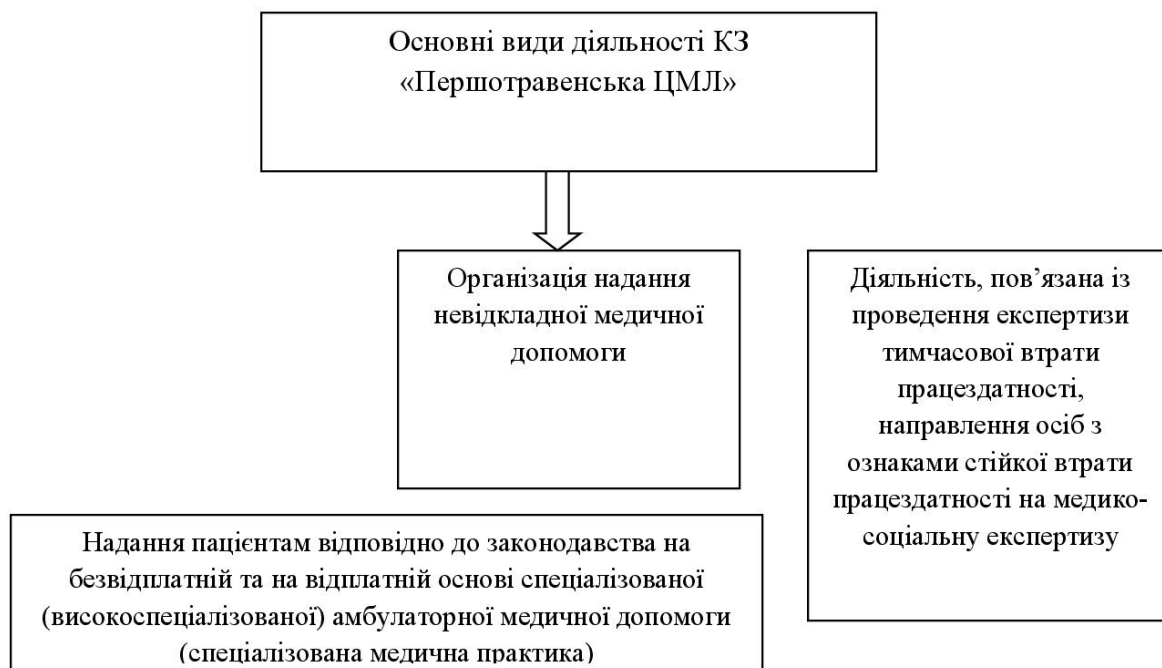 Основні види діяльності КЗ
«Першотравенська ЦМЛ»
Організація надання
невідкладної медичної
допомоги
Діяльність, пов’язана із
проведення експертизи
тимчасової втрати
працездатності,
направлення осіб з
ознаками стійкої втрати
працездатності на медико-
соціальну експертизу
Надання пацієнтам відповідно до законодавства на
безвідплатній та на відплатній основі спеціалізованої
(високоспеціалізованої) амбулаторної медичної допомоги
(спеціалізована медична практика)